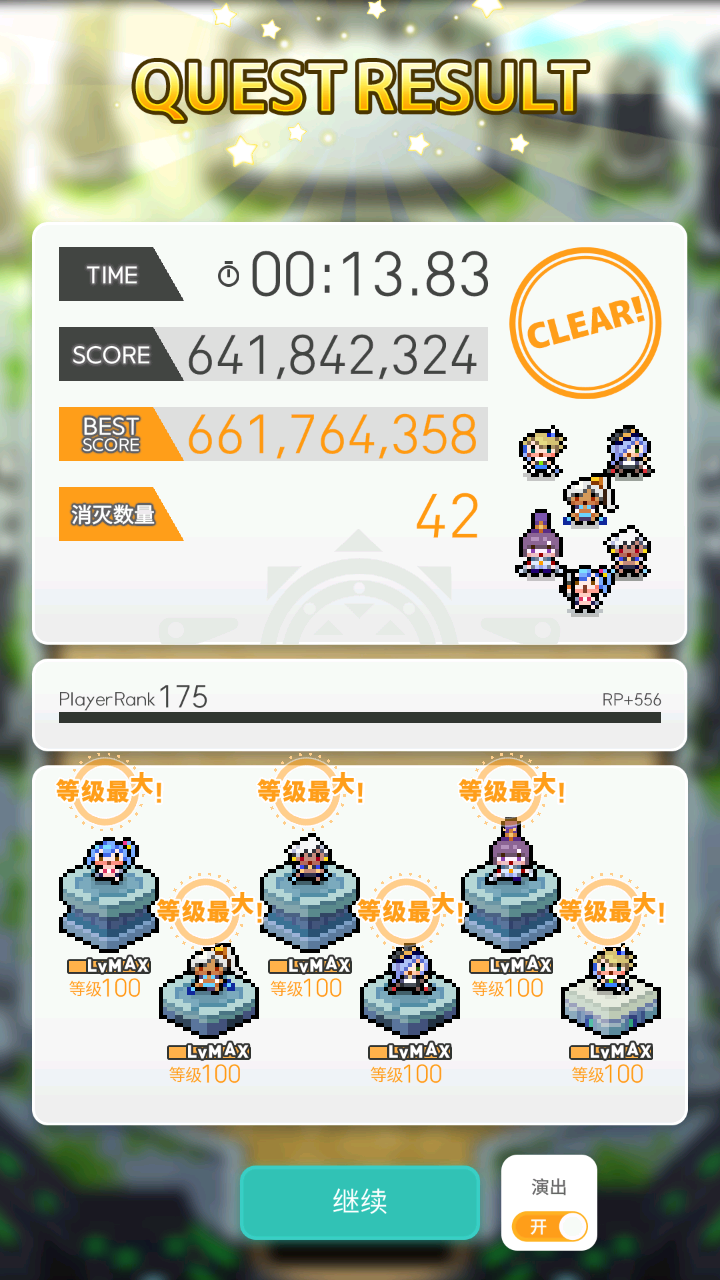 QUEST RESULT
TIME 00:13.83
SCORE 641,842,324
CLEAR!
BEST SCORE 661,764,358
消灭数量 42
PlayerRank 175 RP+556
等级最大! 等级最大! 等级最大!
等级最大! 等级最大! 等级最大!
LvMAX LvMAX LvMAX
等级100 等级100 等级100
LvMAX LvMAX LvMAX
等级100 等级100 等级100
演出
继续
开